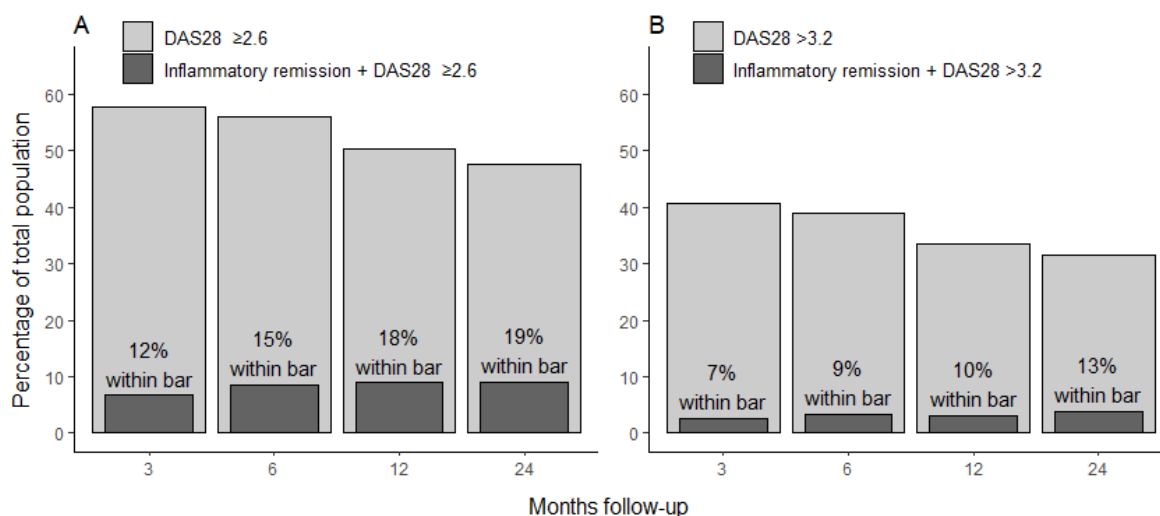 A
DAS28 ≥2.6
Inflammatory remission + DAS28 ≥2.6
Percentage of total population
60
50
40
30
20
10
0
12%
within bar
15%
within bar
18%
within bar
19%
within bar
3
6
12
24
B
DAS28 >3.2
Inflammatory remission + DAS28 >3.2
60
50
40
30
20
10
0
7%
within bar
9%
within bar
10%
within bar
13%
within bar
3
6
12
24
Months follow-up